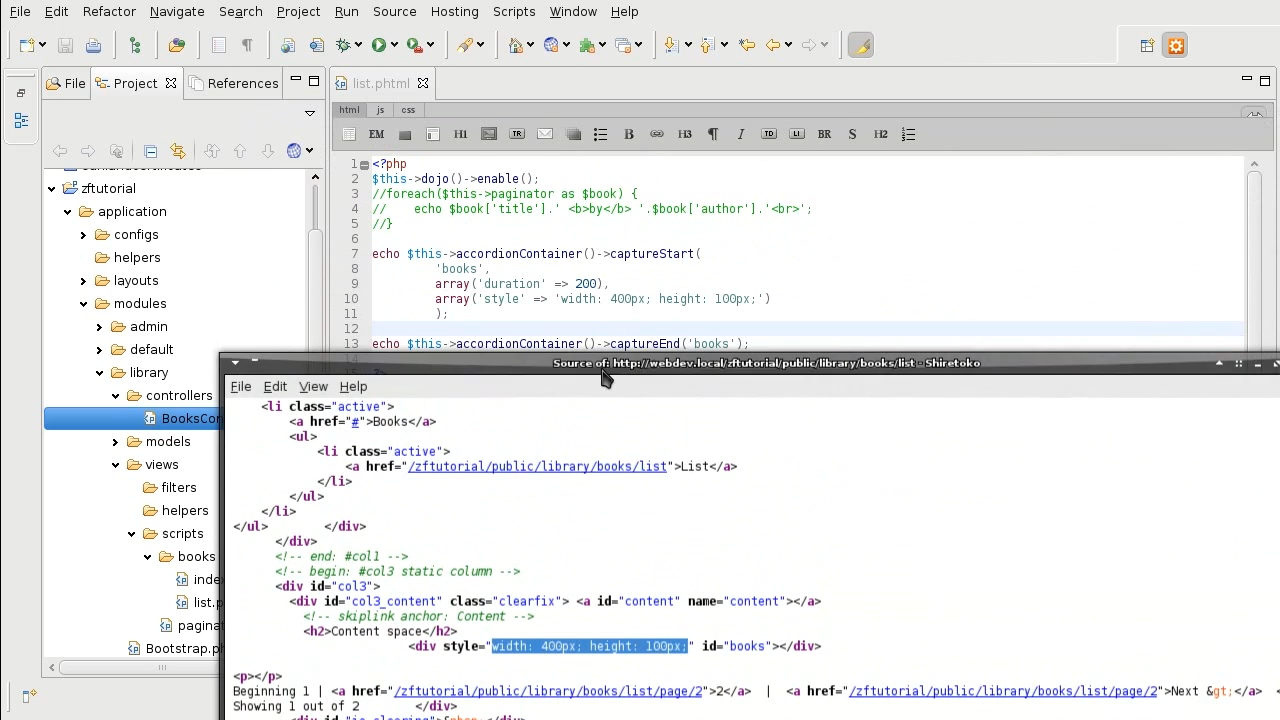 File Edit Refactor Navigate Search Project Run Source Hosting Scripts Window Help
File Project References
list.phtml
html js css
EM H1 TR B H3 ¶ I TD LI BR S H2
zftutorial
application
configs
helpers
layouts
modules
admin
default
library
controllers
BooksCon
models
views
filters
helpers
scripts
books
index
list.p
paginat
Bootstrap.phtml
1 <?php
2 $this->dojo()->enable();
3 //foreach($this->paginator as $book) {
4 //    echo $book['title'].' <b>by</b> '.$book['author'].'<br>';
5 //}
6
7 echo $this->accordionContainer()->captureStart(
8 'books',
9 array('duration' => 200),
10 array('style' => 'width: 400px; height: 100px;')
11 );
12
13 echo $this->accordionContainer()->captureEnd('books');
Source of: http://webdev.local/zftutorial/public/library/books/list - Shiretoko
File Edit View Help
<li class="active">
<a href="#">Books</a>
<ul>
<li class="active">
<a href="/zftutorial/public/library/books/list">List</a>
</li>
</ul>
</li>
</ul> </div>
</div>
<!-- end: #col1 -->
<!-- begin: #col3 static column -->
<div id="col3">
<div id="col3_content" class="clearfix"> <a id="content" name="content"></a>
<!-- skiplink anchor: Content -->
<h2>Content space</h2>
<div style="width: 400px; height: 100px;" id="books"></div>
<p></p>
Beginning 1 | <a href="/zftutorial/public/library/books/list/page/2">2</a> | <a href="/zftutorial/public/library/books/list/page/2">Next &gt;</a> <
Showing 1 out of 2 </div>